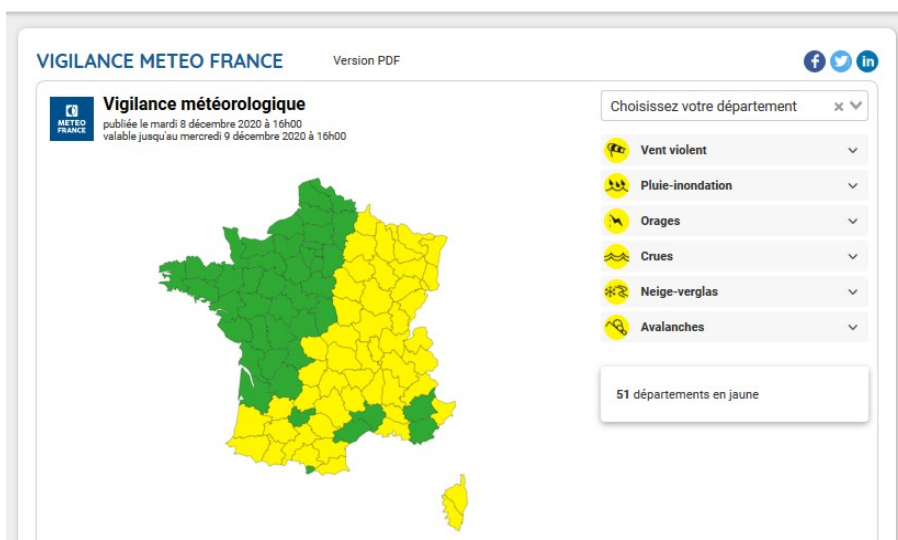 VIGILANCE METEO FRANCE
Version PDF
METEO
FRANCE
Vigilance météorologique
publiée le mardi 8 décembre 2020 à 16h00
valable jusqu'au mercredi 9 décembre 2020 à 16h00
Choisissez votre département
Vent violent
Pluie-inondation
Orages
Crues
Neige-verglas
Avalanches
51 départements en jaune